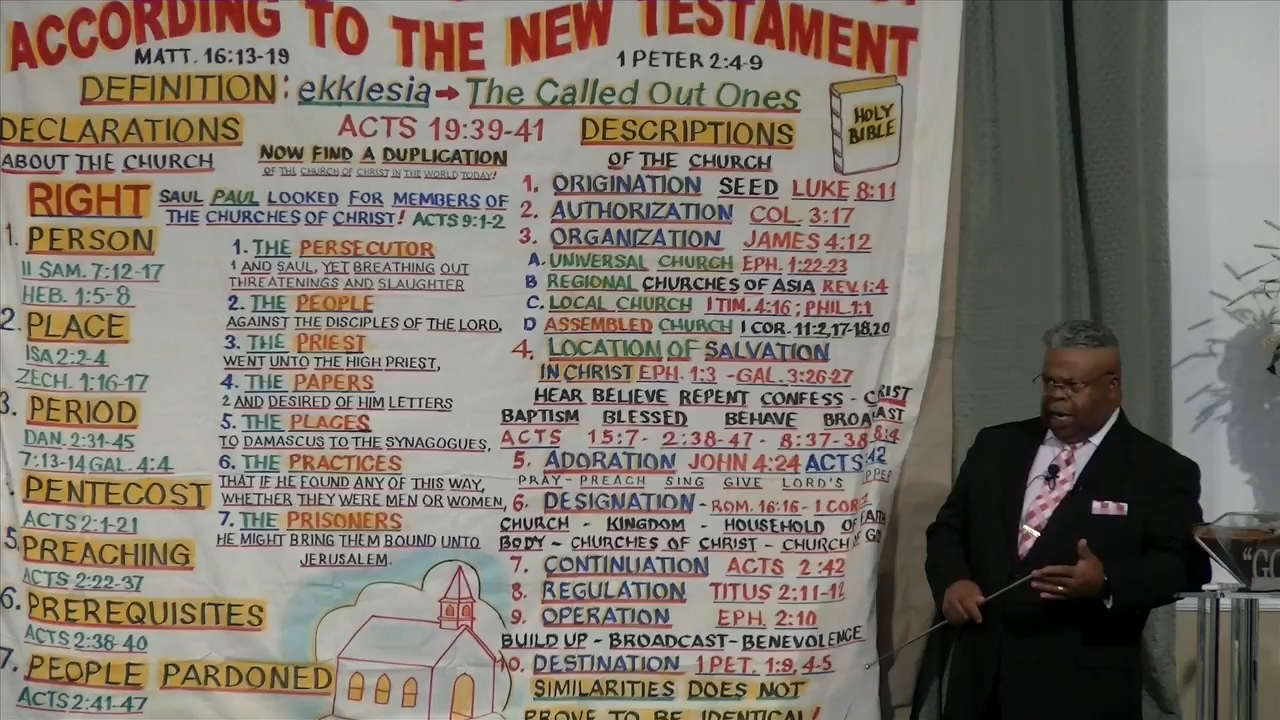 ACCORDING TO THE NEW TESTAMENT
MATT. 16:13-19
1 PETER 2:4-9
DEFINITION: ekklesia → The Called Out Ones
HOLY BIBLE
DECLARATIONS
ABOUT THE CHURCH
ACTS 19:39-41
NOW FIND A DUPLICATION
OF THE CHURCH OF CHRIST IN THE WORLD TODAY!
RIGHT
SAUL PAUL LOOKED FOR MEMBERS OF
THE CHURCHES OF CHRIST! ACTS 9:1-2
1. PERSON
II SAM. 7:12-17
HEB. 1:5-8
2. PLACE
ISA 2:2-4
ZECH. 1:16-17
3. PERIOD
DAN. 2:31-45
7:13-14 GAL. 4:4
PENTECOST
ACTS 2:1-21
5. PREACHING
ACTS 2:22-37
6. PREREQUISITES
ACTS 2:38-40
7. PEOPLE PARDONED
ACTS 2:41-47
1. THE PERSECUTOR
1 AND SAUL, YET BREATHING OUT
THREATENINGS AND SLAUGHTER
2. THE PEOPLE
AGAINST THE DISCIPLES OF THE LORD,
3. THE PRIEST
WENT UNTO THE HIGH PRIEST,
4. THE PAPERS
2 AND DESIRED OF HIM LETTERS
5. THE PLACES
TO DAMASCUS TO THE SYNAGOGUES,
6. THE PRACTICES
THAT IF HE FOUND ANY OF THIS WAY,
WHETHER THEY WERE MEN OR WOMEN,
7. THE PRISONERS
HE MIGHT BRING THEM BOUND UNTO
JERUSALEM.
DESCRIPTIONS
OF THE CHURCH
1. ORIGINATION SEED LUKE 8:11
2. AUTHORIZATION COL. 3:17
3. ORGANIZATION JAMES 4:12
A. UNIVERSAL CHURCH EPH. 1:22-23
B REGIONAL CHURCHES OF ASIA REV. 1:4
C. LOCAL CHURCH I TIM. 4:16; PHIL. 1:1
D ASSEMBLED CHURCH I COR. 11:2,17-18,20
4. LOCATION OF SALVATION
IN CHRIST EPH. 1:3 - GAL. 3:26-27
HEAR BELIEVE REPENT CONFESS -
BAPTISM BLESSED BEHAVE
ACTS 15:7- 2:38-47 - 8:37-38 8:4
5. ADORATION JOHN 4:24 ACTS
PRAY - PREACH SING GIVE LORD'S
6. DESIGNATION - ROM. 16:16 - 1 COR
CHURCH - KINGDOM - HOUSEHOLD OF FAITH
BODY - CHURCHES OF CHRIST - CHURCH
7. CONTINUATION ACTS 2:42
8. REGULATION TITUS 2:11-12
9. OPERATION EPH. 2:10
BUILD UP - BROADCAST - BENEVOLENCE
10. DESTINATION 1 PET. 1:9, 4-5
SIMILARITIES DOES NOT
PROVE TO BE IDENTICAL!